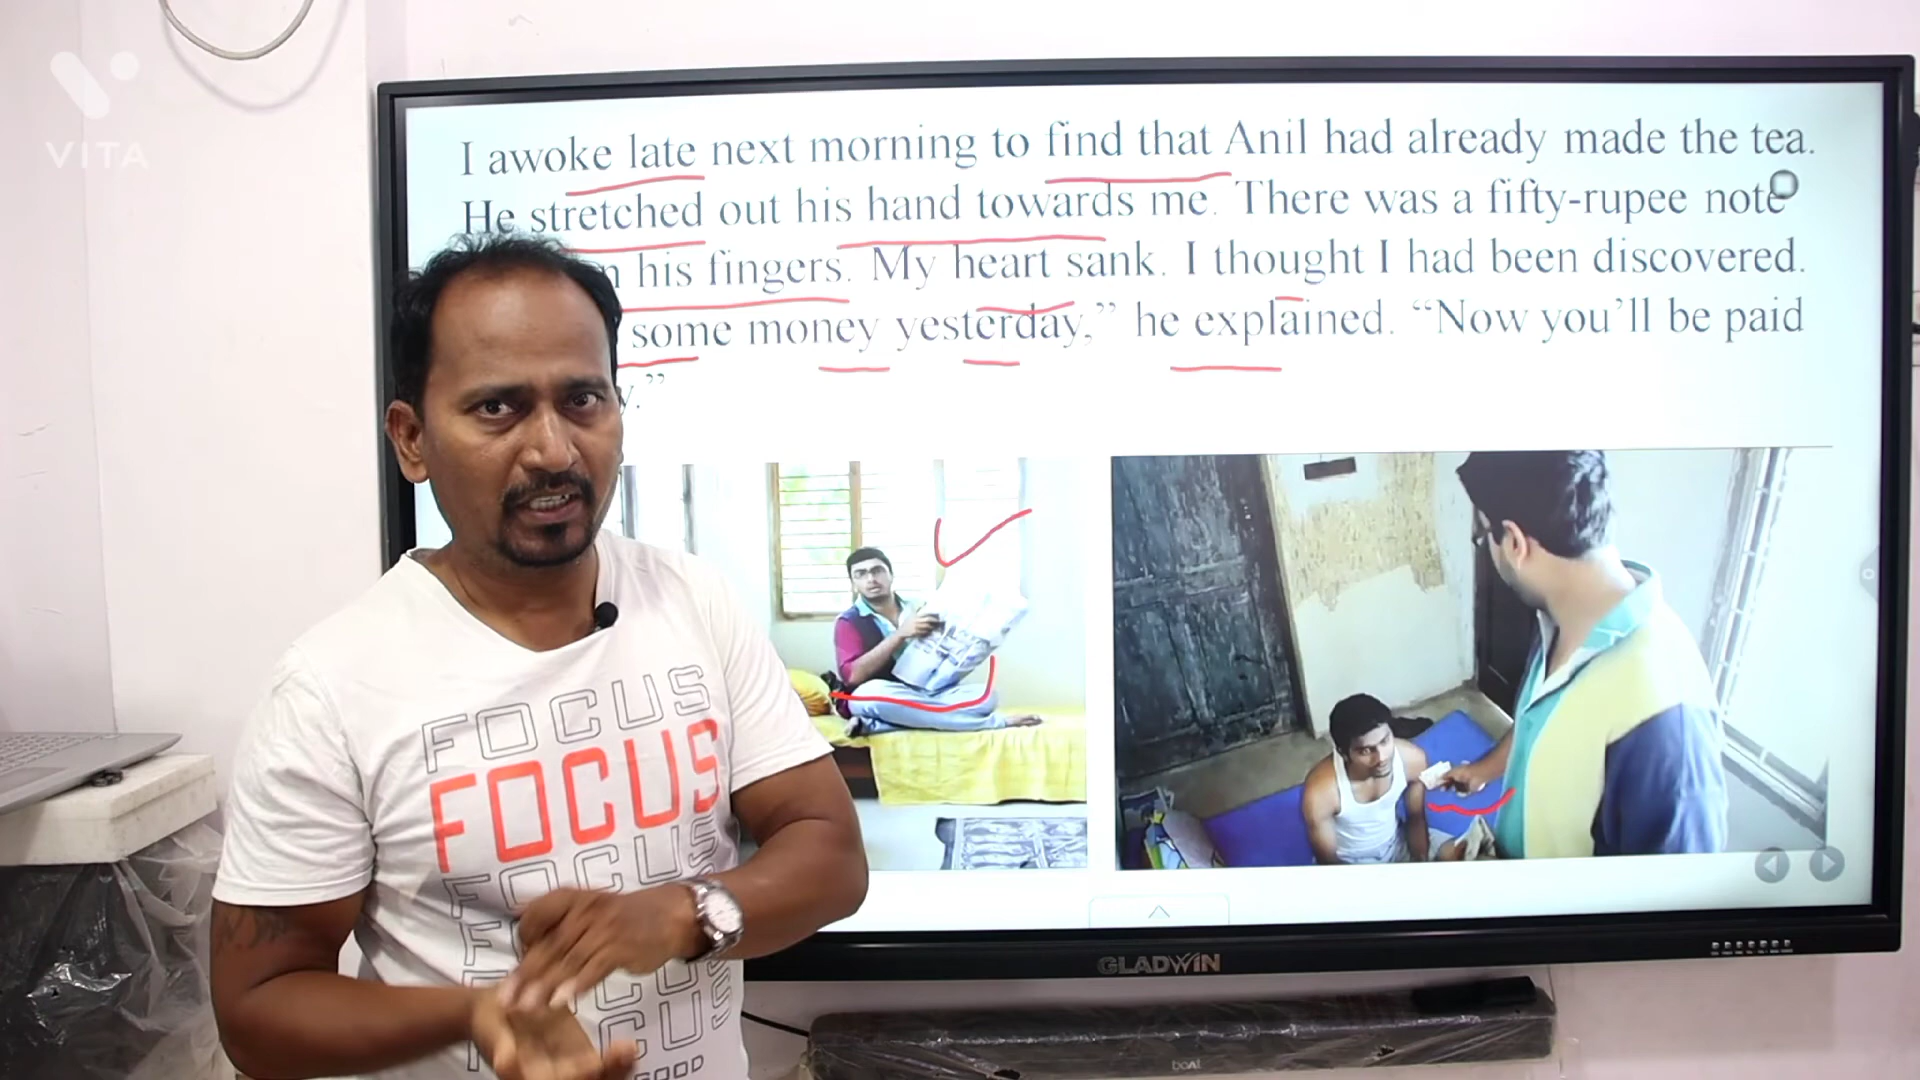 VITA
I awoke late next morning to find that Anil had already made the tea.
He stretched out his hand towards me. There was a fifty-rupee note
his fingers. My heart sank. I thought I had been discovered.
some money yesterday,” he explained. “Now you’ll be paid
y.”
FOCUS
FOCUS
FOCUS
GLADWIN
boAt